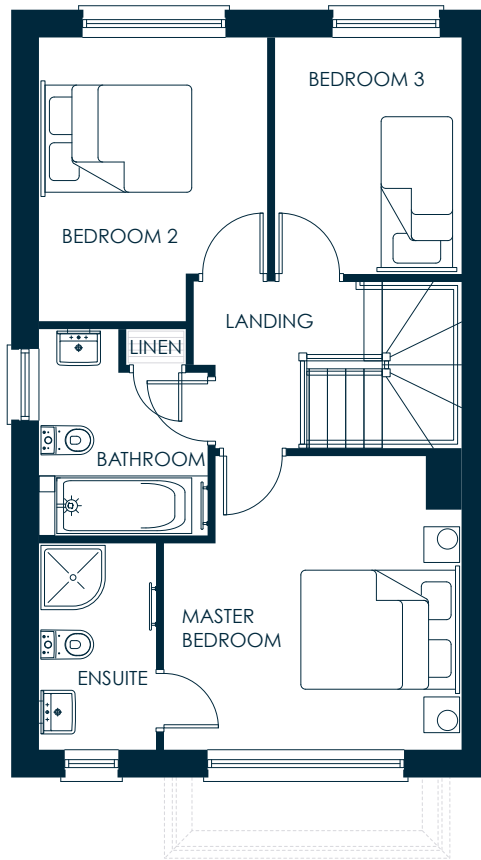 BEDROOM 3
BEDROOM 2
LANDING
LINEN
BATHROOM
MASTER
BEDROOM
ENSUITE